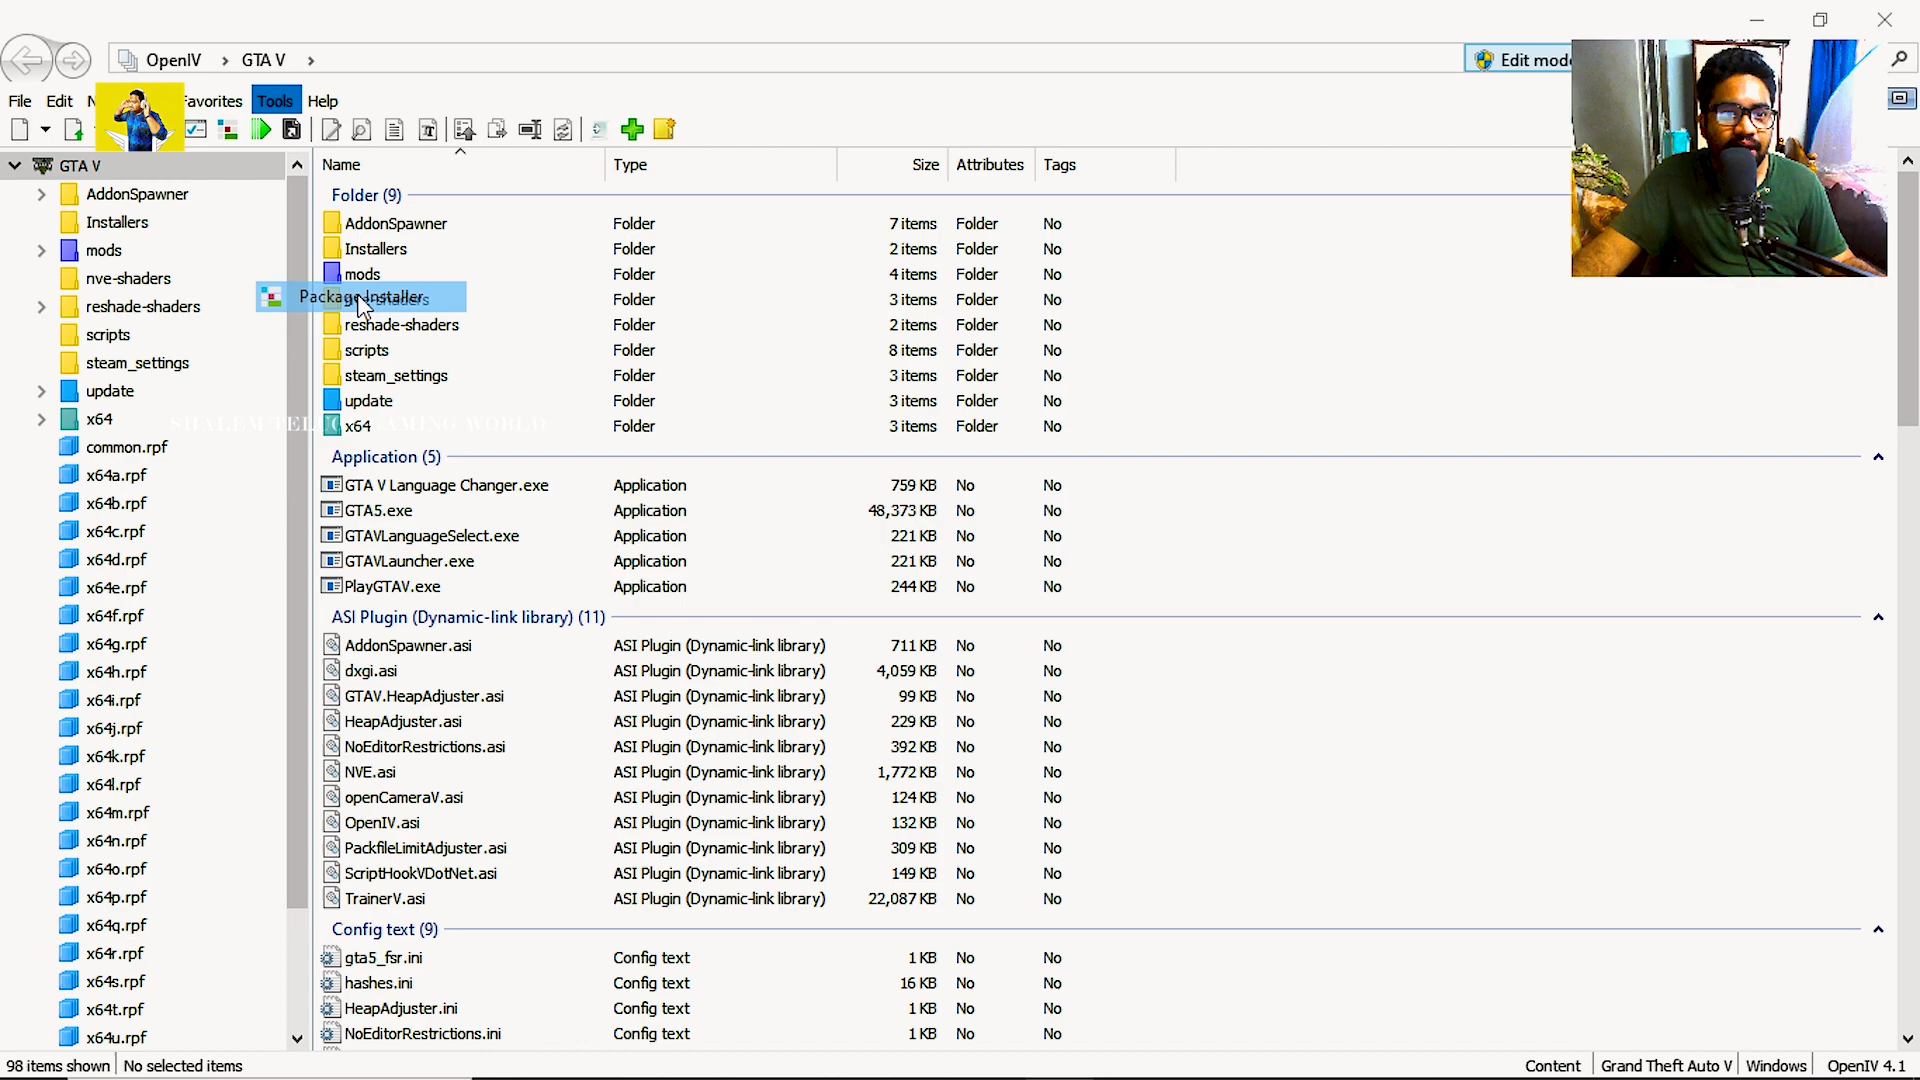 OpenIV
GTA V
Edit mode
File Edit N Favorites Tools Help
GTA V
AddonSpawner
Installers
mods
nve-shaders
reshade-shaders
scripts
steam_settings
update
x64
common.rpf
x64a.rpf
x64b.rpf
x64c.rpf
x64d.rpf
x64e.rpf
x64f.rpf
x64g.rpf
x64h.rpf
x64i.rpf
x64j.rpf
x64k.rpf
x64l.rpf
x64m.rpf
x64n.rpf
x64o.rpf
x64p.rpf
x64q.rpf
x64r.rpf
x64s.rpf
x64t.rpf
x64u.rpf
Name Type Size Attributes Tags
Folder (9)
AddonSpawner Folder 7 items Folder No
Installers Folder 2 items Folder No
mods Folder 4 items Folder No
Package Installer
nve-shaders Folder 3 items Folder No
reshade-shaders Folder 2 items Folder No
scripts Folder 8 items Folder No
steam_settings Folder 3 items Folder No
update Folder 3 items Folder No
x64 Folder 3 items Folder No
SHALEM TELUGU GAMING WORLD
Application (5)
GTA V Language Changer.exe Application 759 KB No No
GTA5.exe Application 48,373 KB No No
GTAVLanguageSelect.exe Application 221 KB No No
GTAVLauncher.exe Application 221 KB No No
PlayGTAV.exe Application 244 KB No No
ASI Plugin (Dynamic-link library) (11)
AddonSpawner.asi ASI Plugin (Dynamic-link library) 711 KB No No
dxgi.asi ASI Plugin (Dynamic-link library) 4,059 KB No No
GTAV.HeapAdjuster.asi ASI Plugin (Dynamic-link library) 99 KB No No
HeapAdjuster.asi ASI Plugin (Dynamic-link library) 229 KB No No
NoEditorRestrictions.asi ASI Plugin (Dynamic-link library) 392 KB No No
NVE.asi ASI Plugin (Dynamic-link library) 1,772 KB No No
openCameraV.asi ASI Plugin (Dynamic-link library) 124 KB No No
OpenIV.asi ASI Plugin (Dynamic-link library) 132 KB No No
PackfileLimitAdjuster.asi ASI Plugin (Dynamic-link library) 309 KB No No
ScriptHookVDotNet.asi ASI Plugin (Dynamic-link library) 149 KB No No
TrainerV.asi ASI Plugin (Dynamic-link library) 22,087 KB No No
Config text (9)
gta5_fsr.ini Config text 1 KB No No
hashes.ini Config text 16 KB No No
HeapAdjuster.ini Config text 1 KB No No
NoEditorRestrictions.ini Config text 1 KB No No
98 items shown No selected items Content Grand Theft Auto V Windows OpenIV 4.1